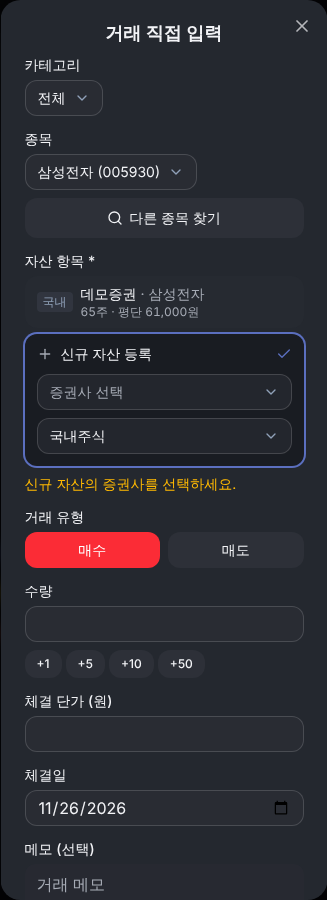 거래 직접 입력
카테고리
전체
종목
삼성전자 (005930)
다른 종목 찾기
자산 항목 *
국내
데모증권 · 삼성전자
65주 · 평단 61,000원
신규 자산 등록
증권사 선택
국내주식
신규 자산의 증권사를 선택하세요.
거래 유형
매수 매도
수량
+1 +5 +10 +50
체결 단가 (원)
체결일
11/26/2026
메모 (선택)
거래 메모